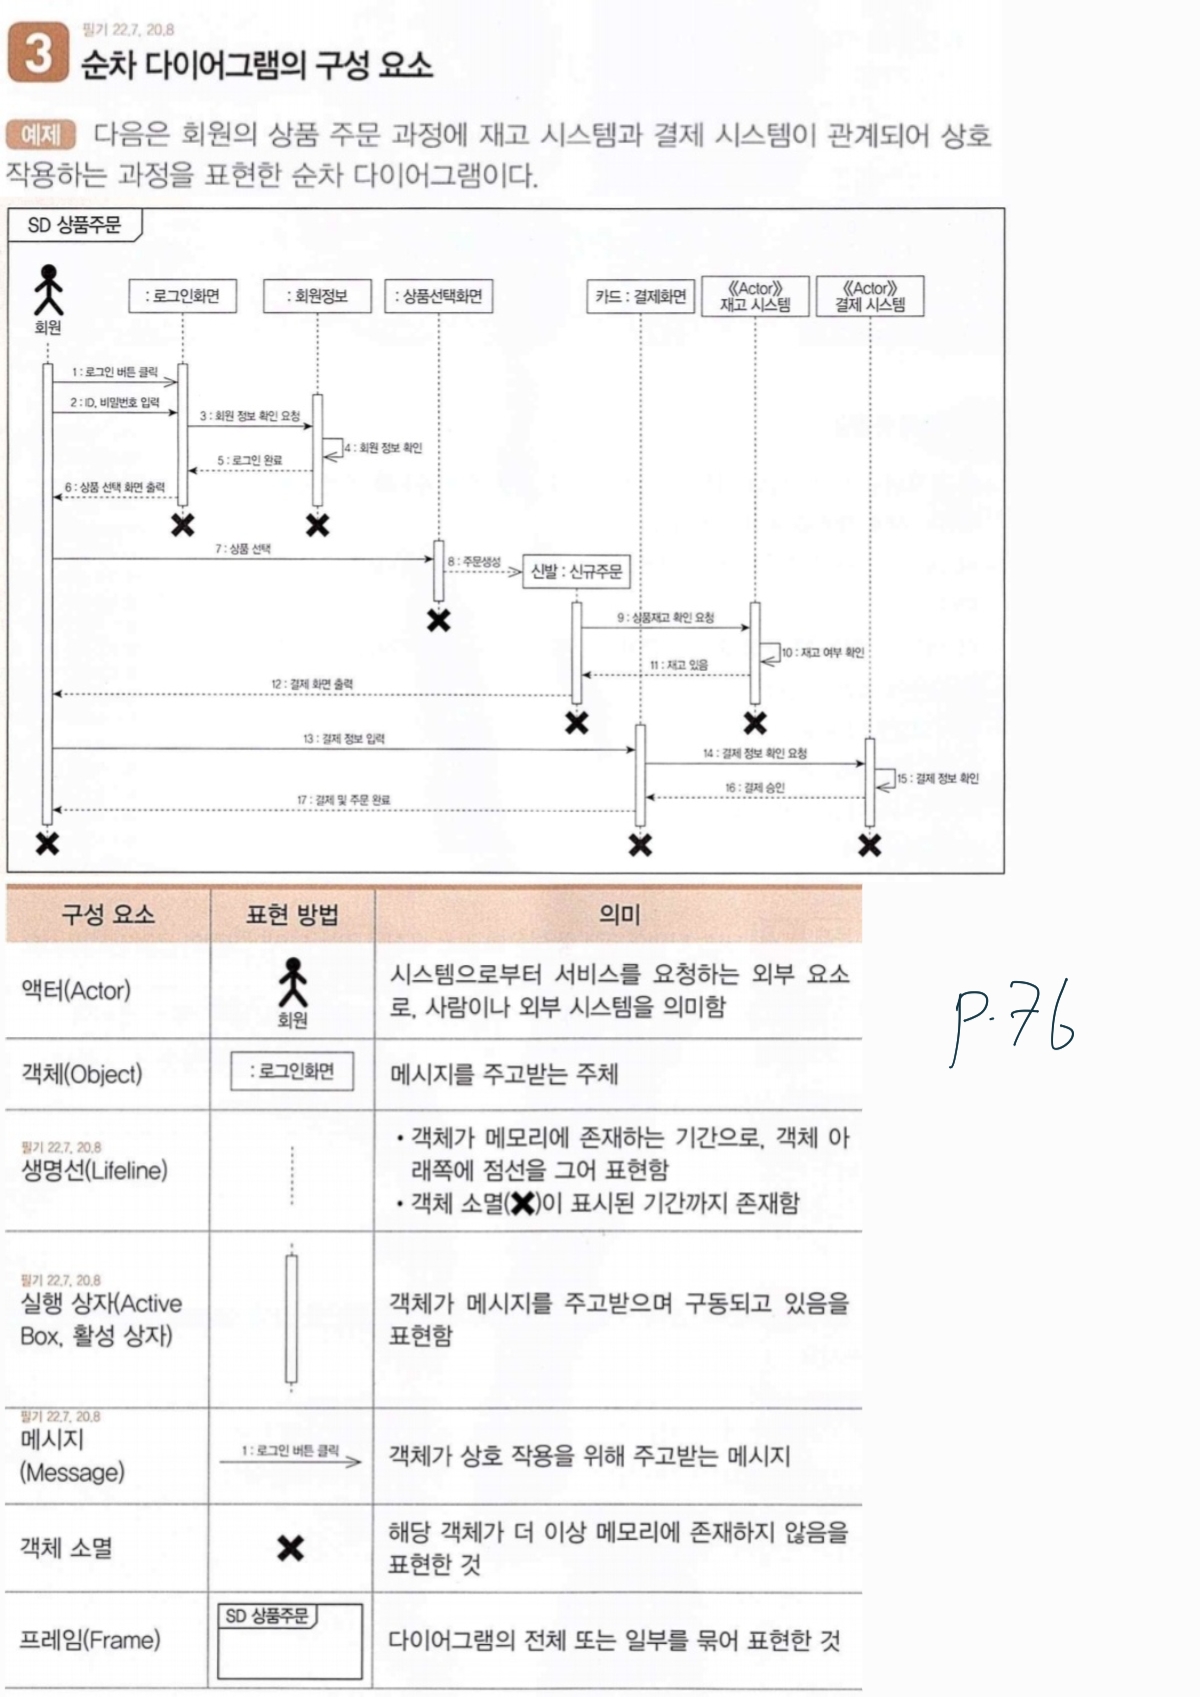 필기 22.7, 20.8
3 순차 다이어그램의 구성 요소
예제 다음은 회원의 상품 주문 과정에 재고 시스템과 결제 시스템이 관계되어 상호
작용하는 과정을 표현한 순차 다이어그램이다.
SD 상품주문
회원
: 로그인화면
: 회원정보
: 상품선택화면
카드 : 결제화면
《Actor》
재고 시스템
《Actor》
결제 시스템
1 : 로그인 버튼 클릭
2 : ID, 비밀번호 입력
3 : 회원 정보 확인 요청
4 : 회원 정보 확인
5 : 로그인 완료
6 : 상품 선택 화면 출력
7 : 상품 선택
8 : 주문생성
신발 : 신규주문
9 : 상품재고 확인 요청
10 : 재고 여부 확인
11 : 재고 있음
12 : 결제 화면 출력
13 : 결제 정보 입력
14 : 결제 정보 확인 요청
15 : 결제 정보 확인
16 : 결제 승인
17 : 결제 및 주문 완료
구성 요소 표현 방법 의미
액터(Actor)
회원
시스템으로부터 서비스를 요청하는 외부 요소
로, 사람이나 외부 시스템을 의미함
객체(Object)
: 로그인화면
메시지를 주고받는 주체
필기 22.7, 20.8
생명선(Lifeline)
• 객체가 메모리에 존재하는 기간으로, 객체 아
래쪽에 점선을 그어 표현함
• 객체 소멸(✖)이 표시된 기간까지 존재함
필기 22.7, 20.8
실행 상자(Active
Box, 활성 상자)
객체가 메시지를 주고받으며 구동되고 있음을
표현함
필기 22.7, 20.8
메시지
(Message)
1 : 로그인 버튼 클릭
객체가 상호 작용을 위해 주고받는 메시지
객체 소멸
해당 객체가 더 이상 메모리에 존재하지 않음을
표현한 것
프레임(Frame)
SD 상품주문
다이어그램의 전체 또는 일부를 묶어 표현한 것
p.76